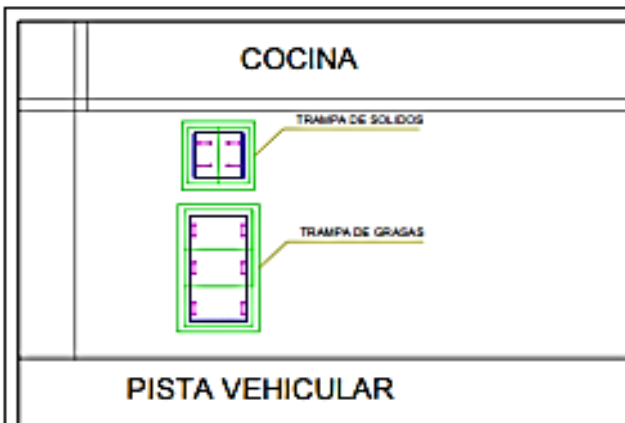 COCINA
TRAMPA DE SOLIDOS
TRAMPA DE GRASAS
PISTA VEHICULAR